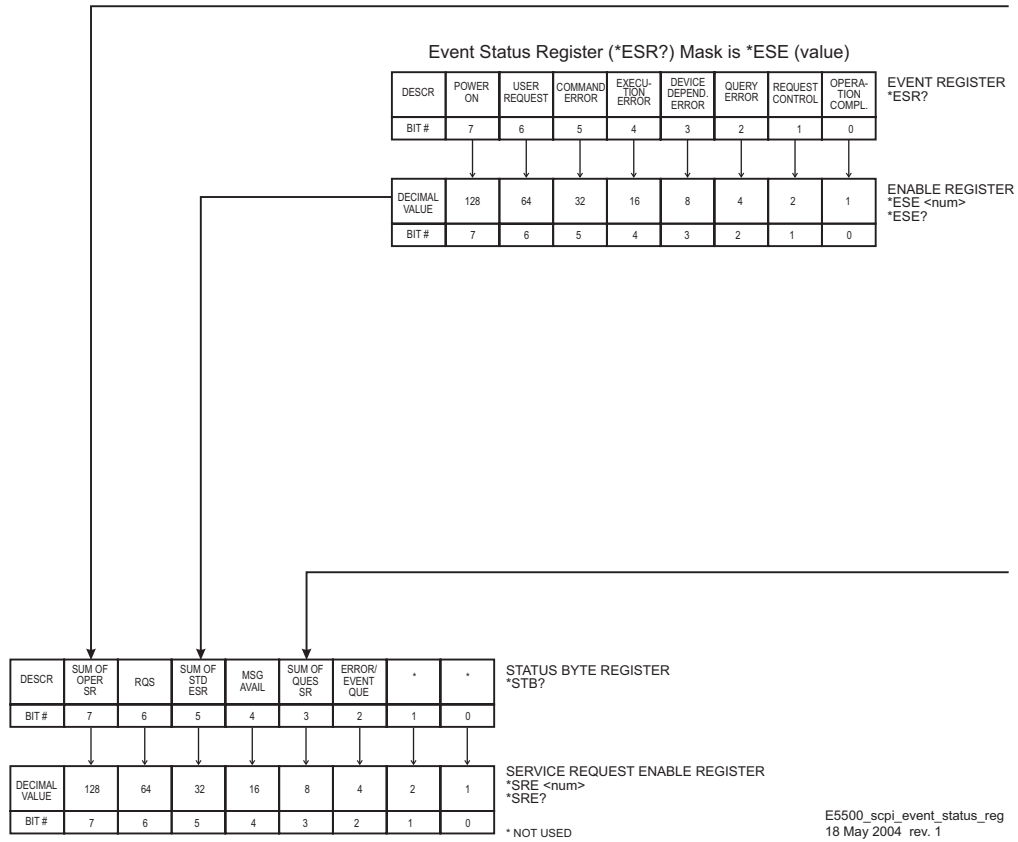 Event Status Register (*ESR?) Mask is *ESE (value)
DESCR POWER ON USER REQUEST COMMAND ERROR EXECU-TION ERROR DEVICE DEPEND. ERROR QUERY ERROR REQUEST CONTROL OPERA-TION COMPL.
BIT # 7 6 5 4 3 2 1 0
EVENT REGISTER
*ESR?
DECIMAL VALUE 128 64 32 16 8 4 2 1
BIT # 7 6 5 4 3 2 1 0
ENABLE REGISTER
*ESE <num>
*ESE?
DESCR SUM OF OPER SR RQS SUM OF STD ESR MSG AVAIL SUM OF QUES SR ERROR/ EVENT QUE * *
BIT # 7 6 5 4 3 2 1 0
STATUS BYTE REGISTER
*STB?
DECIMAL VALUE 128 64 32 16 8 4 2 1
BIT # 7 6 5 4 3 2 1 0
SERVICE REQUEST ENABLE REGISTER
*SRE <num>
*SRE?
* NOT USED
E5500_scpi_event_status_reg
18 May 2004 rev. 1